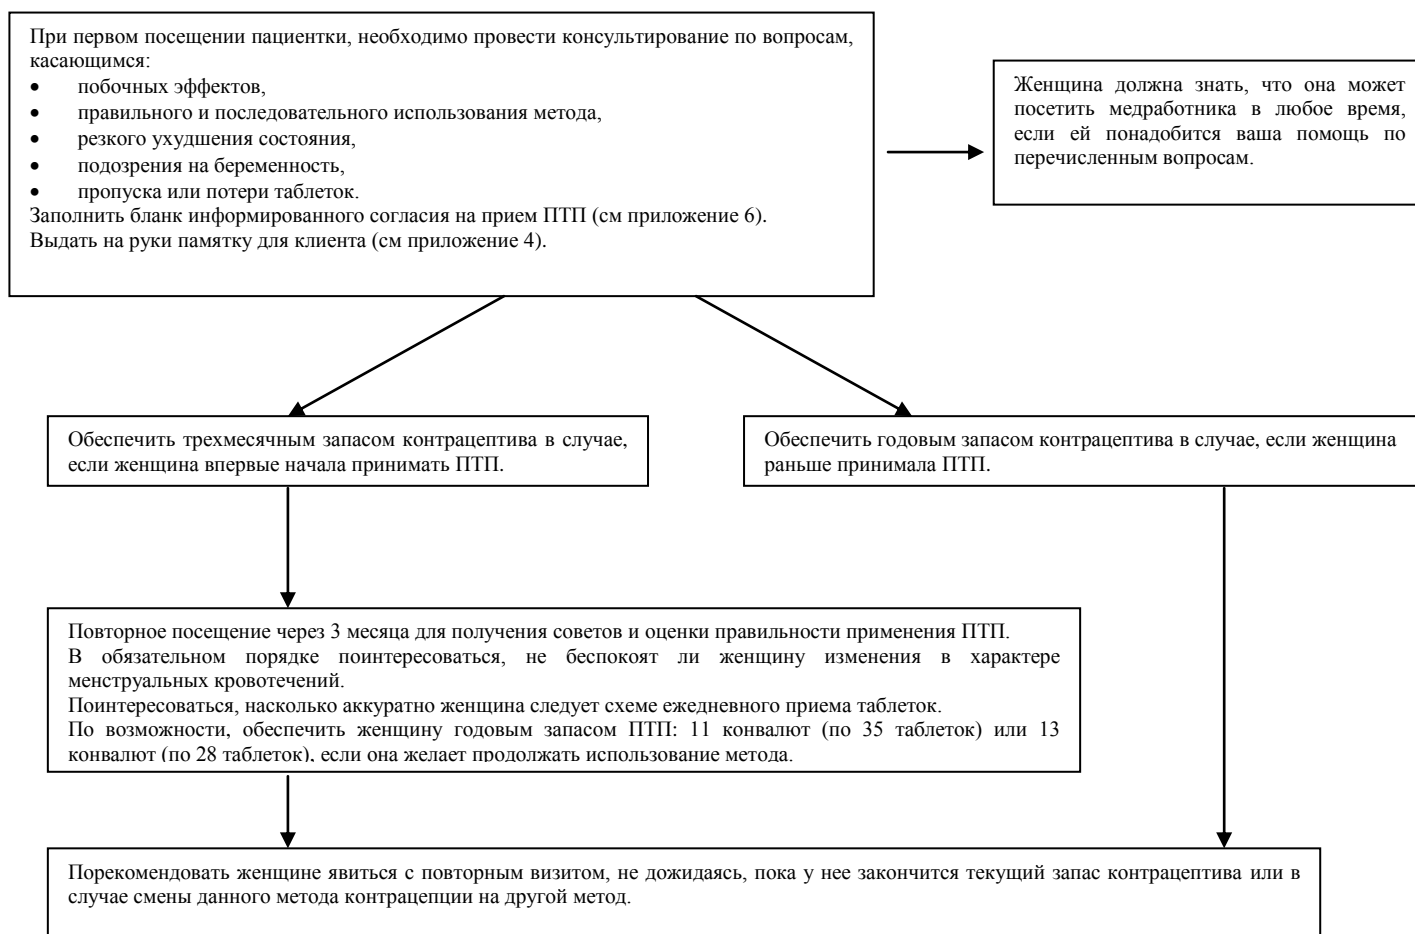 При первом посещении пациентки, необходимо провести консультирование по вопросам,
касающимся:
• побочных эффектов,
• правильного и последовательного использования метода,
• резкого ухудшения состояния,
• подозрения на беременность,
• пропуска или потери таблеток.
Заполнить бланк информированного согласия на прием ПТП (см приложение 6).
Выдать на руки памятку для клиента (см приложение 4).
Женщина должна знать, что она может
посетить медработника в любое время,
если ей понадобится ваша помощь по
перечисленным вопросам.
Обеспечить трехмесячным запасом контрацептива в случае,
если женщина впервые начала принимать ПТП.
Обеспечить годовым запасом контрацептива в случае, если женщина
раньше принимала ПТП.
Повторное посещение через 3 месяца для получения советов и оценки правильности применения ПТП.
В обязательном порядке поинтересоваться, не беспокоят ли женщину изменения в характере
менструальных кровотечений.
Поинтересоваться, насколько аккуратно женщина следует схеме ежедневного приема таблеток.
По возможности, обеспечить женщину годовым запасом ПТП: 11 конвалют (по 35 таблеток) или 13
конвалют (по 28 таблеток), если она желает продолжать использование метода.
Порекомендовать женщине явиться с повторным визитом, не дожидаясь, пока у нее закончится текущий запас контрацептива или в
случае смены данного метода контрацепции на другой метод.